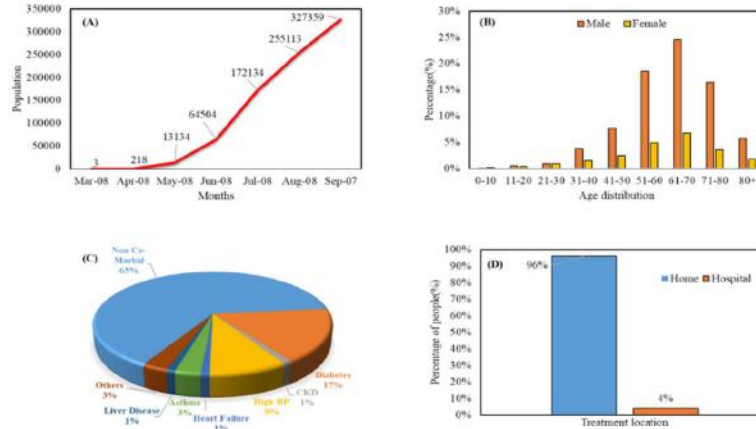 (A)
350000
300000
250000
200000
150000
100000
50000
0
Population
3
218
13134
64504
172134
255113
327359
Mar-08 Apr-08 May-08 Jun-08 Jul-08 Aug-08 Sep-07
Months
(B)
Male Female
30%
25%
20%
15%
10%
5%
0%
Percentage(%)
0-10 11-20 21-30 31-40 41-50 51-60 61-70 71-80 80+
Age distribution
(C)
Non Co-
Morbid
65%
Diabetes
17%
CKD
1%
High BP
Heart Failure
1%
Asthma
3%
Liver Disease
1%
Others
3%
(D)
Home Hospital
100%
90%
80%
70%
60%
50%
40%
30%
20%
10%
0%
Percentage of people(%)
96%
4%
Treatment location